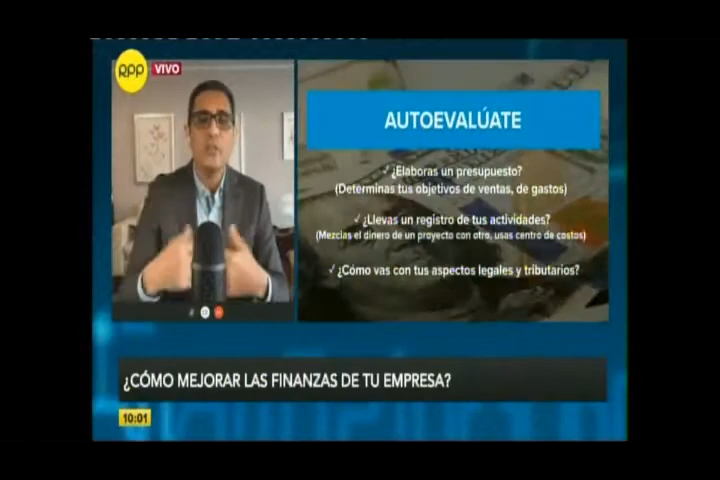 RPP VIVO
AUTOEVALÚATE
✓¿Elaboras un presupuesto?
(Determinas tus objetivos de ventas, de gastos)
✓¿Llevas un registro de tus actividades?
(Mezclas el dinero de un proyecto con otro, usas centro de costos)
✓¿Cómo vas con tus aspectos legales y tributarios?
¿CÓMO MEJORAR LAS FINANZAS DE TU EMPRESA?
10:01